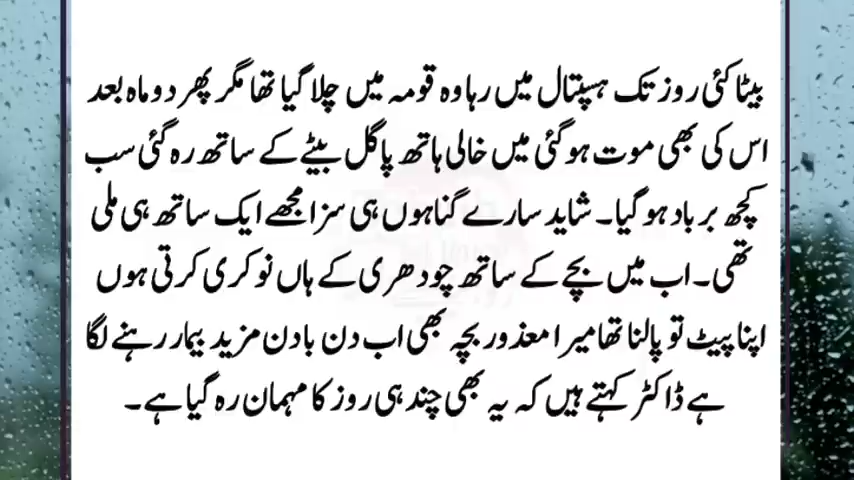 بیٹا کئی روز تک ہسپتال میں رہا وہ قومہ میں چلا گیا تھا مگر پھر دو ماہ بعد
اس کی بھی موت ہو گئی میں خالی ہاتھ پاگل بیٹے کے ساتھ رہ گئی سب
کچھ برباد ہو گیا۔ شاید سارے گناہوں ہی سزا مجھے ایک ساتھ ہی ملی
تھی۔ اب میں بچے کے ساتھ چودھری کے ہاں نوکری کرتی ہوں
اپنا پیٹ تو پالنا تھا میرا معذور بچہ بھی اب دن بادن مزید بیمار رہنے لگا
ہے ڈاکٹر کہتے ہیں کہ یہ بھی چند ہی روز کا مہمان رہ گیا ہے۔